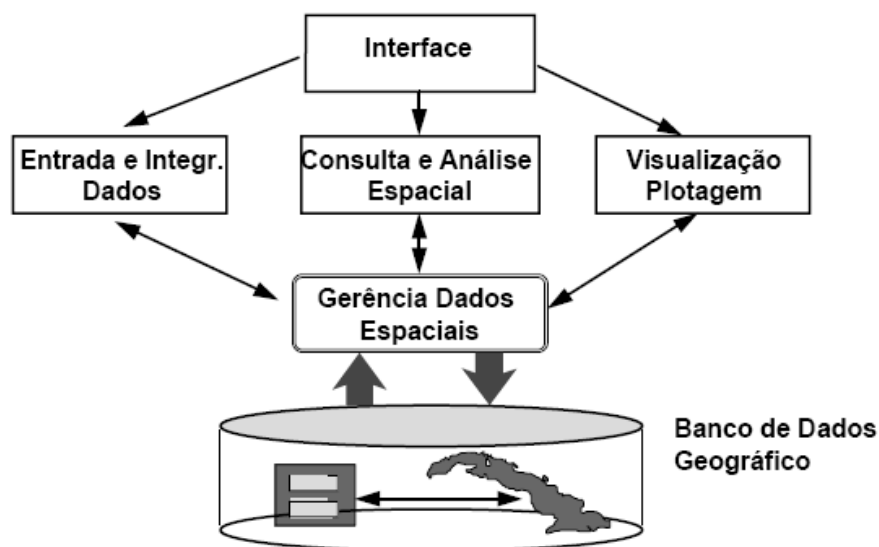 Interface
Entrada e Integr.
Dados
Consulta e Análise
Espacial
Visualização
Plotagem
Gerência Dados
Espaciais
Banco de Dados
Geográfico